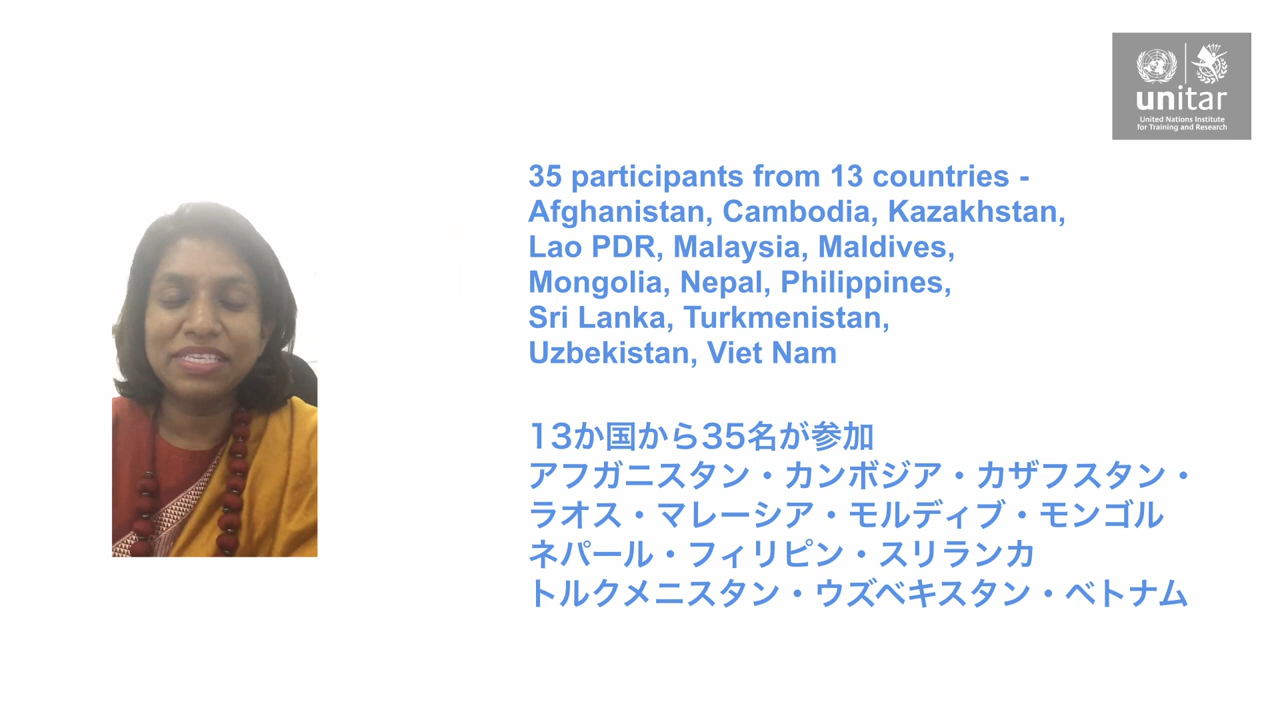 unitar
United Nations Institute
for Training and Research
35 participants from 13 countries -
Afghanistan, Cambodia, Kazakhstan,
Lao PDR, Malaysia, Maldives,
Mongolia, Nepal, Philippines,
Sri Lanka, Turkmenistan,
Uzbekistan, Viet Nam
13か国から35名が参加
アフガニスタン・カンボジア・カザフスタン・
ラオス・マレーシア・モルディブ・モンゴル
ネパール・フィリピン・スリランカ
トルクメニスタン・ウズベキスタン・ベトナム